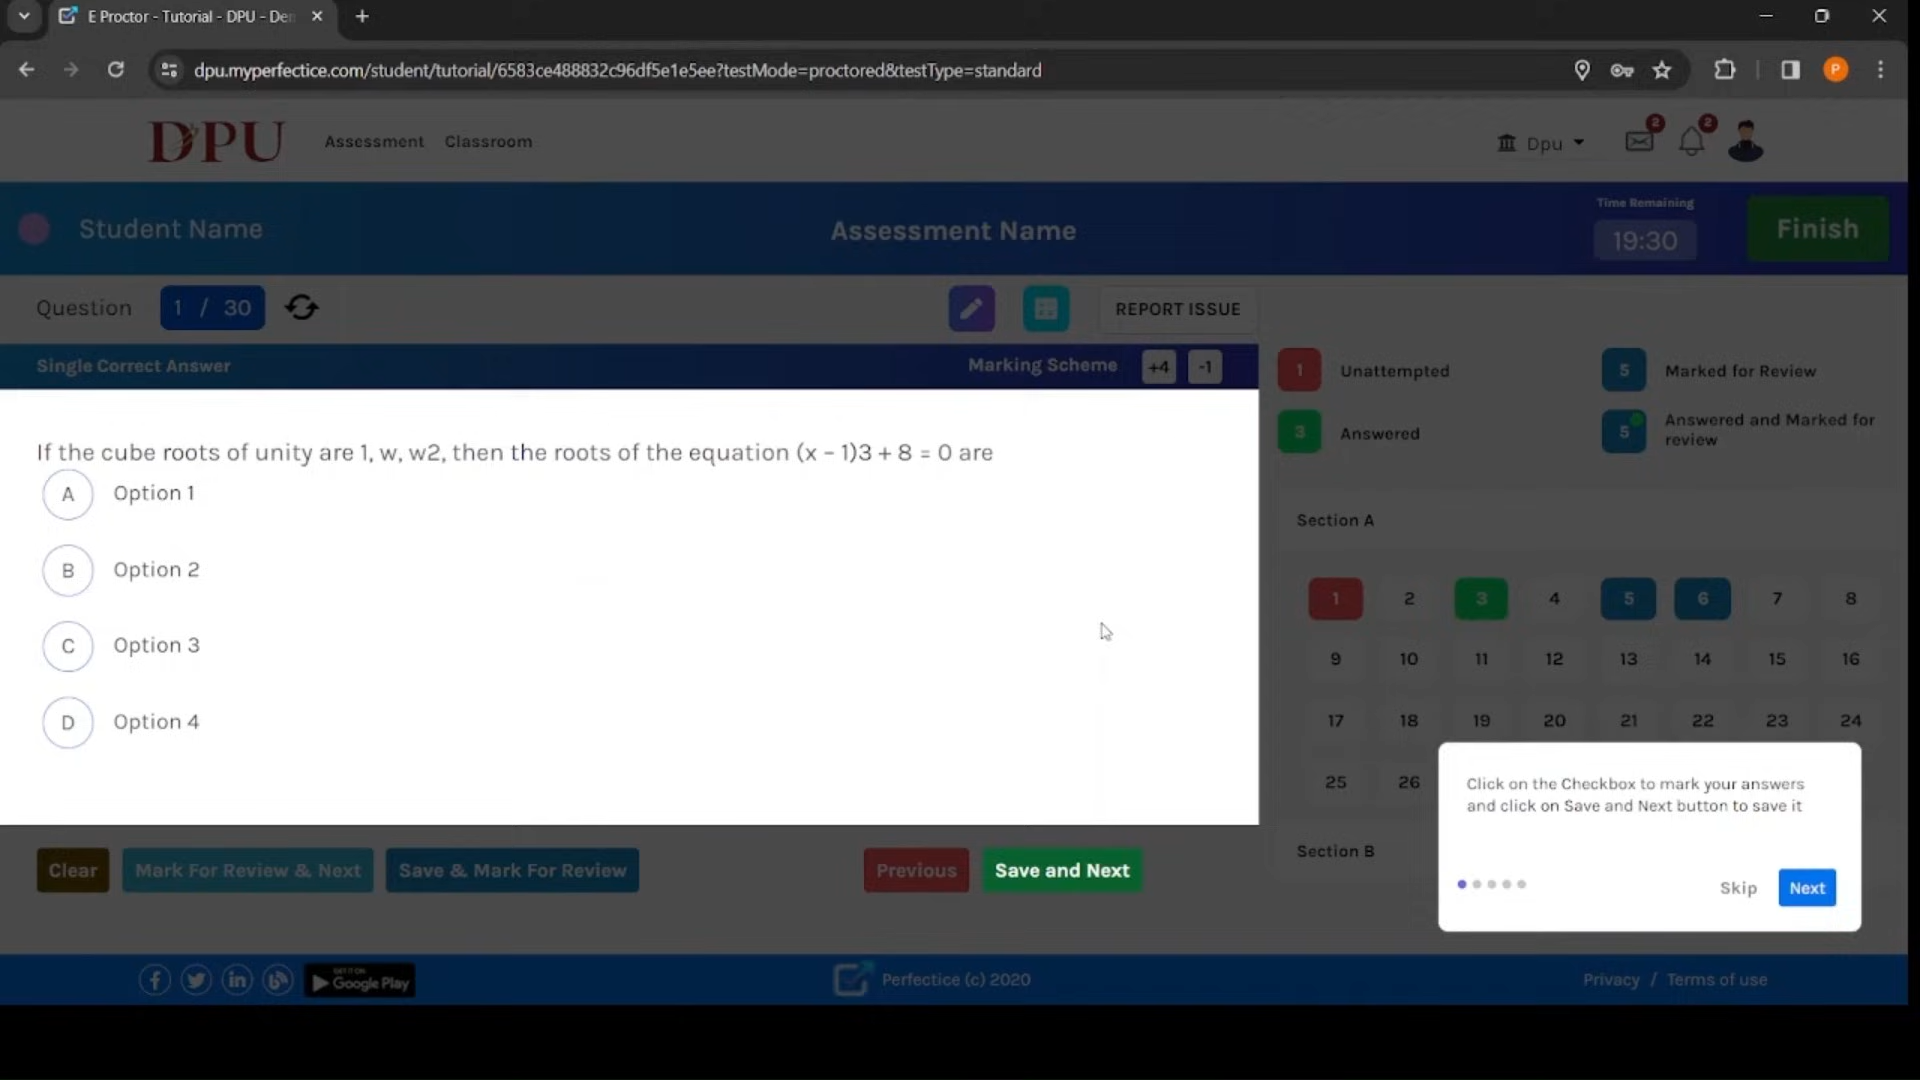 E Proctor - Tutorial - DPU - Der
dpu.myperfectice.com/student/tutorial/6583ce488832c96df5e1e5ee?testMode=proctored&testType=standard
P
DPU
Assessment Classroom
Dpu
2
2
Student Name
Assessment Name
Time Remaining
19:30
Finish
Question 1 / 30
REPORT ISSUE
Single Correct Answer
Marking Scheme +4 -1
1 Unattempted
5 Marked for Review
3 Answered
5 Answered and Marked for
review
If the cube roots of unity are 1, w, w2, then the roots of the equation (x - 1)3 + 8 = 0 are
A Option 1
B Option 2
C Option 3
D Option 4
Section A
1 2 3 4 5 6 7 8
9 10 11 12 13 14 15 16
17 18 19 20 21 22 23 24
25 26
Section B
Click on the Checkbox to mark your answers
and click on Save and Next button to save it
Skip Next
Clear Mark For Review & Next Save & Mark For Review Previous Save and Next
GET IT ON
Google Play
Perfectice (c) 2020
Privacy / Terms of use